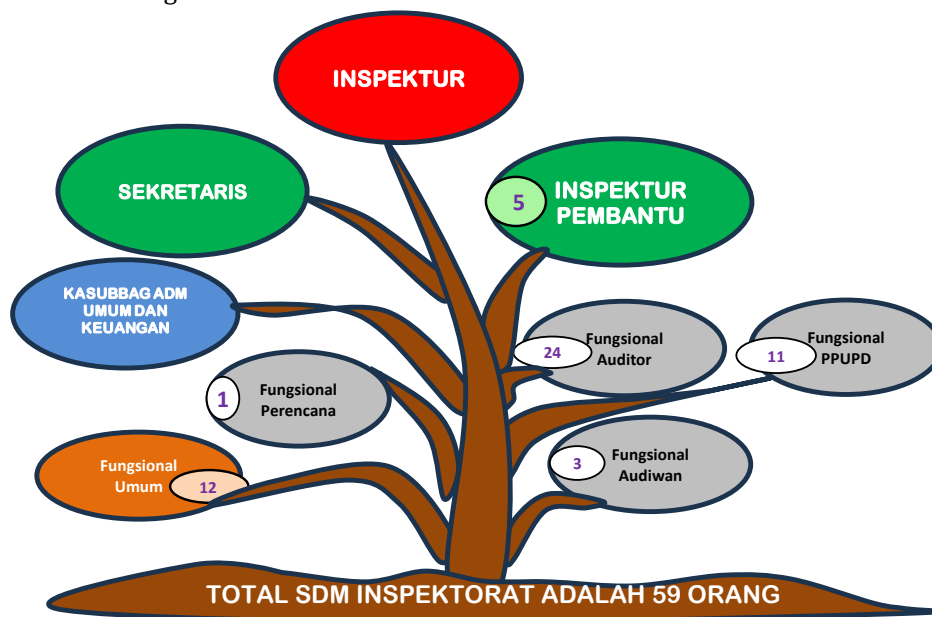 INSPEKTUR
SEKRETARIS
5
INSPEKTUR
PEMBANTU
KASUBBAG ADM
UMUM DAN
KEUANGAN
24
Fungsional
Auditor
11
Fungsional
PPUPD
1
Fungsional
Perencana
Fungsional
Umum
12
3
Fungsional
Audiwan
TOTAL SDM INSPEKTORAT ADALAH 59 ORANG